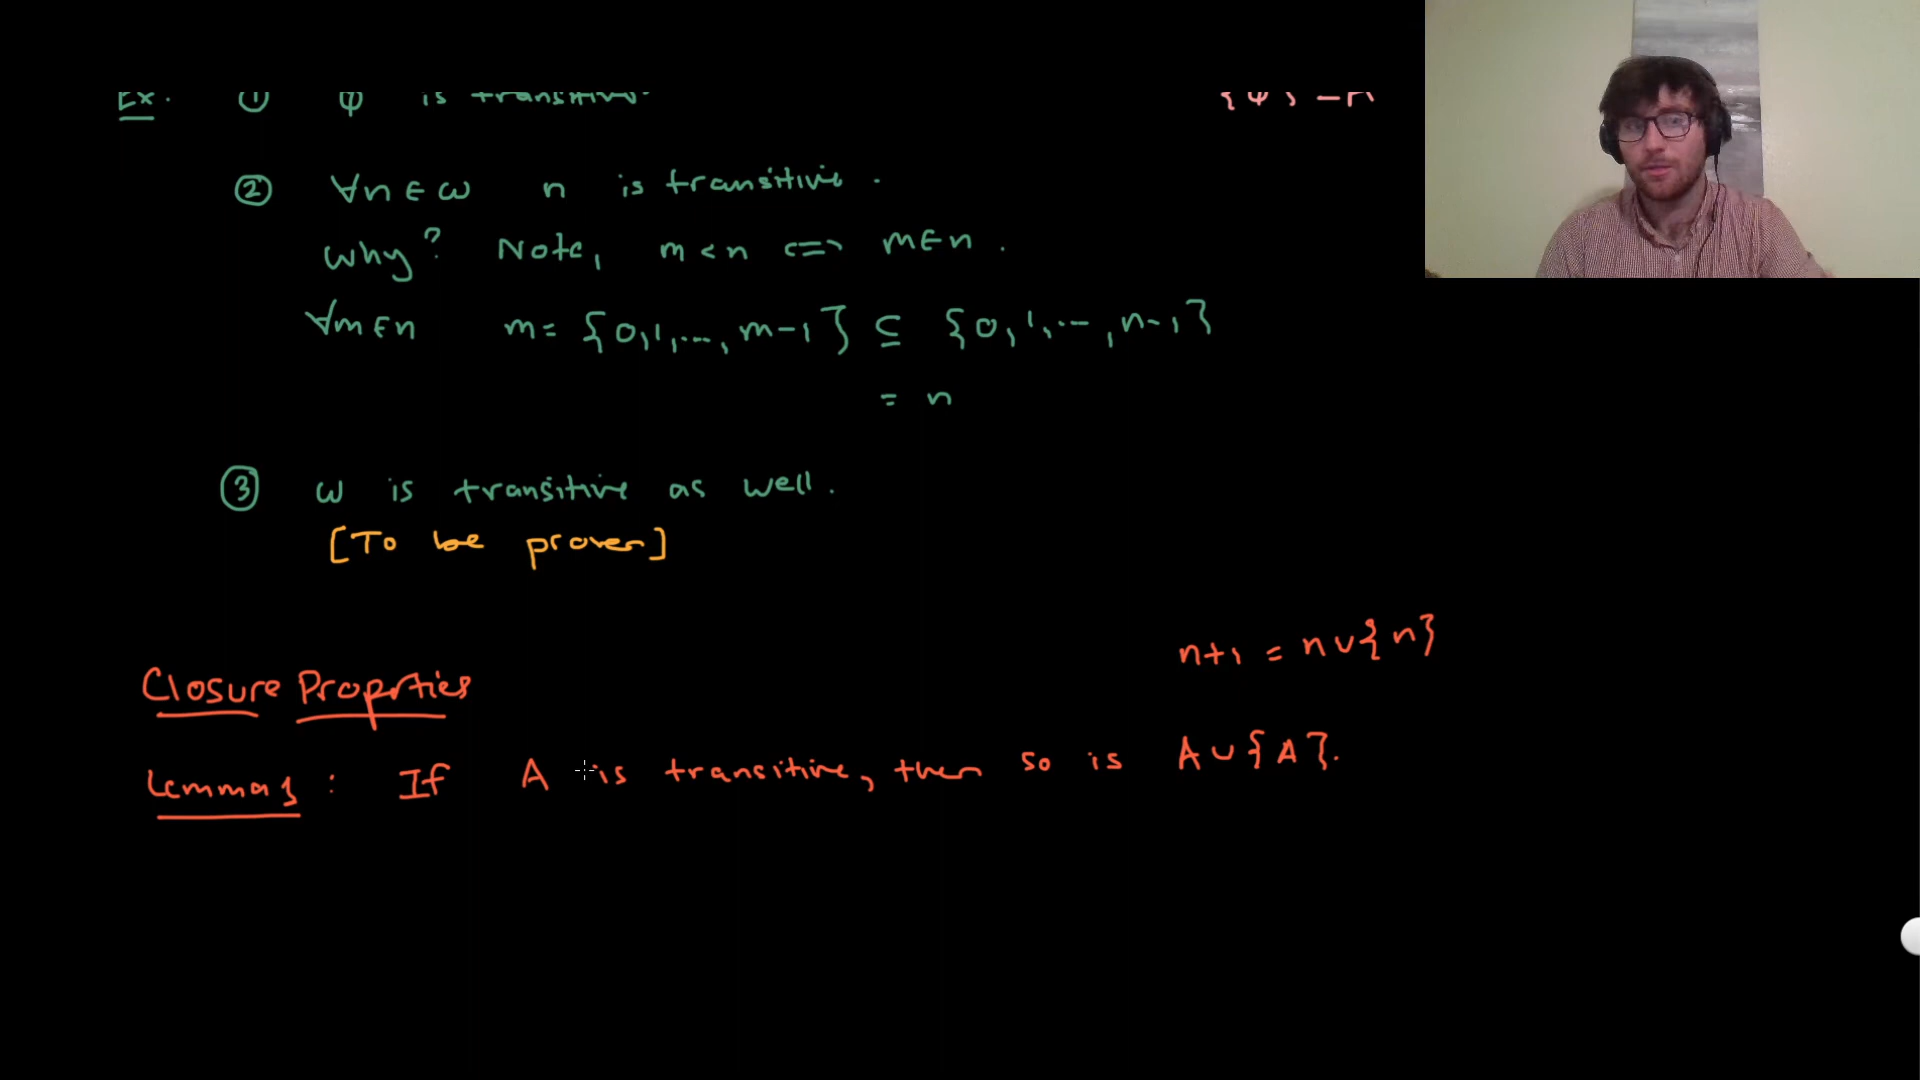 Ex. ① φ is transitive.
{φ} -A
② ∀n∈ω n is transitive.
Why? Note, m<n <=> m∈n.
∀m∈n m= {0,1,...,m-1} ⊆ {0,1,...,n-1}
= n
③ ω is transitive as well.
[To be proven]
n+1 = n∪{n}
Closure Proprties
Lemma 1: If A is transitive, then so is A∪{A}.